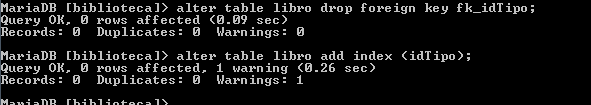 MariaDB [biblioteca]> alter table libro drop foreign key fk_idTipo;
Query OK, 0 rows affected (0.09 sec)
Records: 0  Duplicates: 0  Warnings: 0
MariaDB [biblioteca]> alter table libro add index (idTipo);
Query OK, 0 rows affected, 1 warning (0.26 sec)
Records: 0  Duplicates: 0  Warnings: 1
MariaDB [biblioteca]>